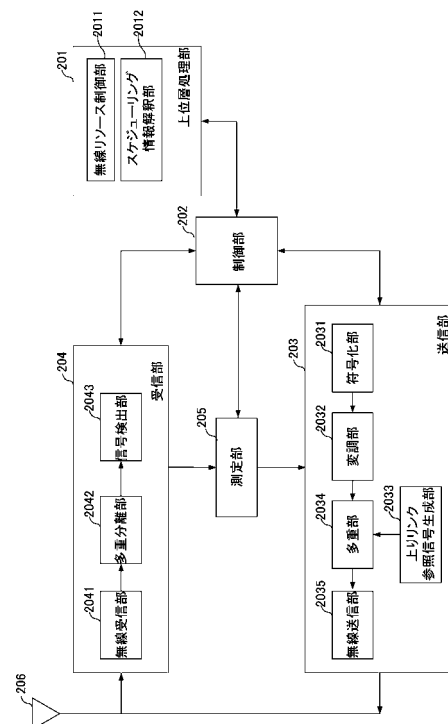 201
2011
無線リソース制御部
2012
スケジューリング
情報解釈部
上位層処理部
202
制御部
204
2043
信号検出部
2042
多重分離部
2041
無線受信部
受信部
205
測定部
203
2031
符号化部
2032
変調部
2034
多重部
2033
上りリンク
参照信号生成部
2035
無線送信部
送信部
206